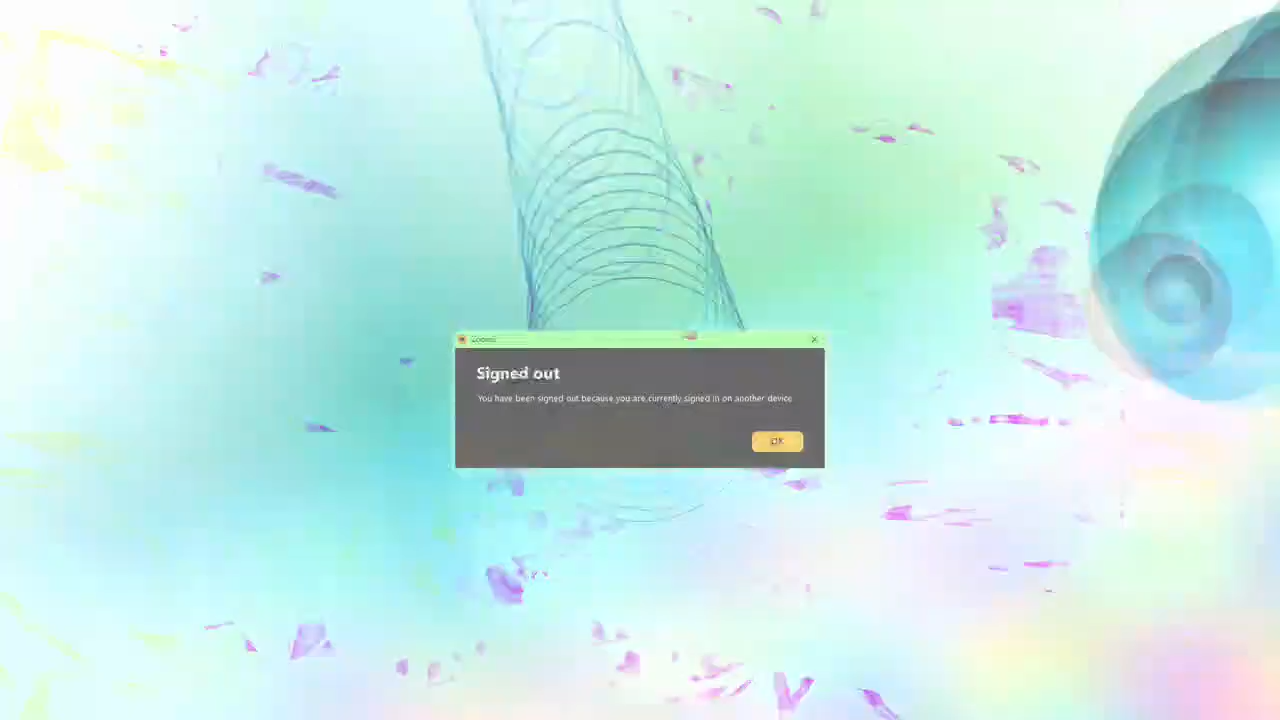 Signed out
You have been signed out because you are currently signed in on another device
OK